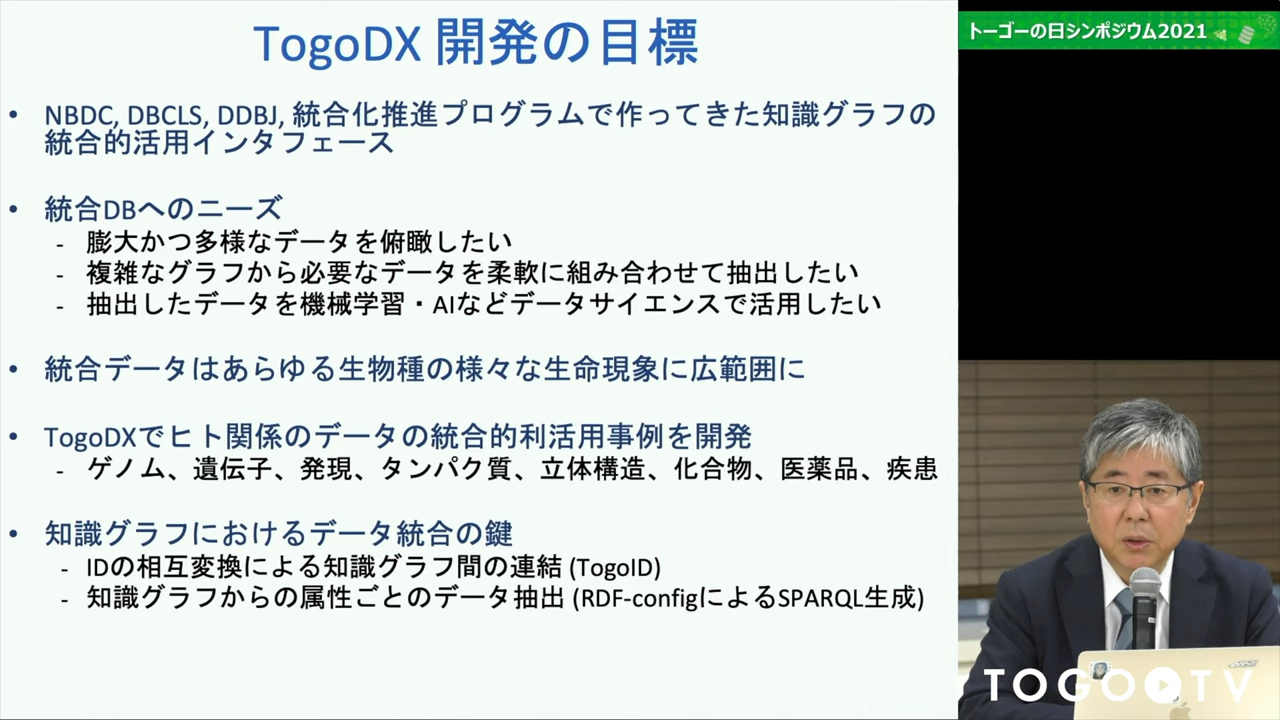 TogoDX 開発の目標
• NBDC, DBCLS, DDBJ, 統合化推進プログラムで作ってきた知識グラフの
統合的活用インタフェース
• 統合DBへのニーズ
- 膨大かつ多様なデータを俯瞰したい
- 複雑なグラフから必要なデータを柔軟に組み合わせて抽出したい
- 抽出したデータを機械学習・AIなどデータサイエンスで活用したい
• 統合データはあらゆる生物種の様々な生命現象に広範囲に
• TogoDXでヒト関係のデータの統合的利活用事例を開発
- ゲノム、遺伝子、発現、タンパク質、立体構造、化合物、医薬品、疾患
• 知識グラフにおけるデータ統合の鍵
- IDの相互変換による知識グラフ間の連結 (TogoID)
- 知識グラフからの属性ごとのデータ抽出 (RDF-configによるSPARQL生成)
トーゴーの日シンポジウム2021
TOGO TV